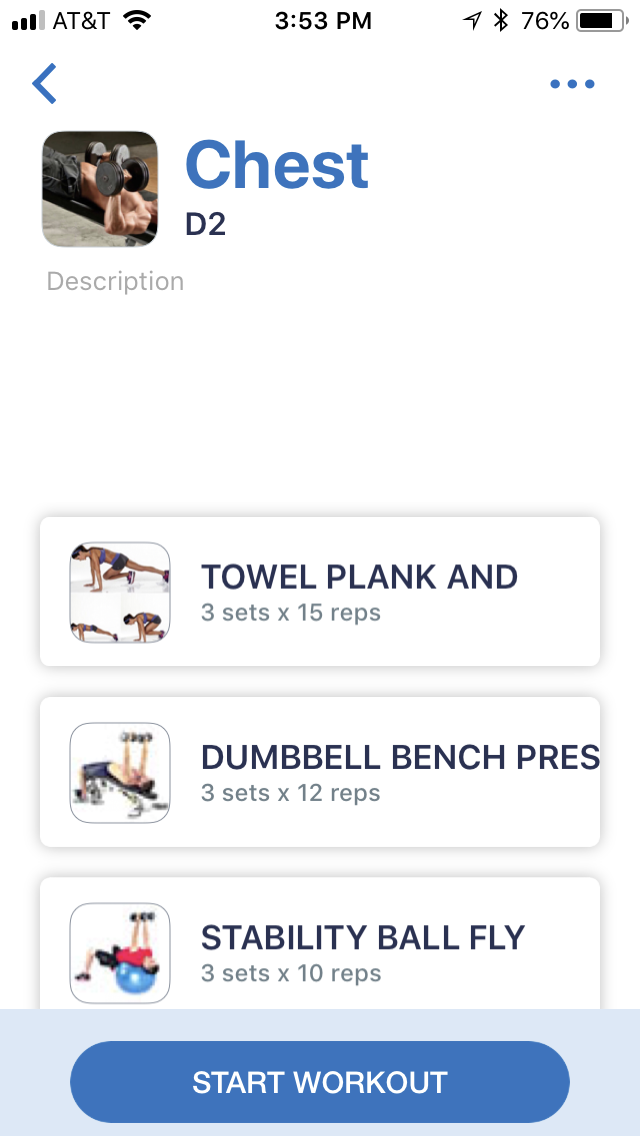 AT&T 3:53 PM 76%
Chest
D2
Description
TOWEL PLANK AND
3 sets x 15 reps
DUMBBELL BENCH PRES
3 sets x 12 reps
STABILITY BALL FLY
3 sets x 10 reps
START WORKOUT